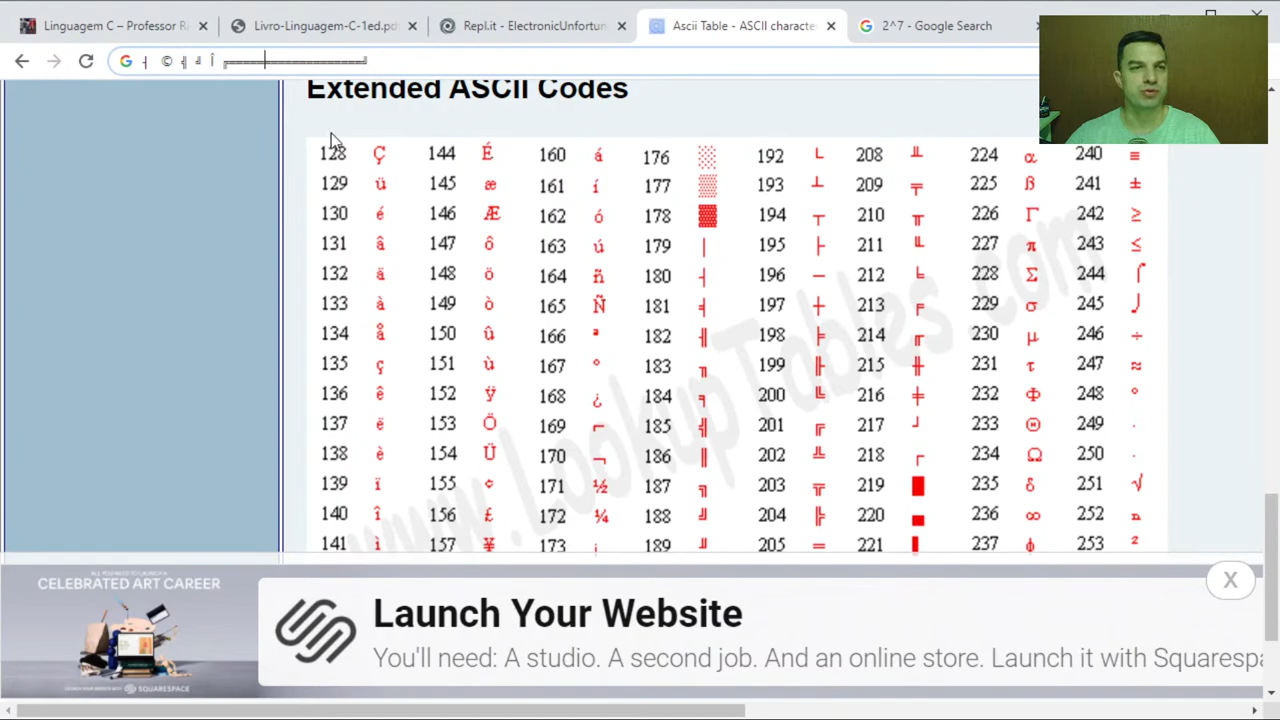 Linguagem C – Professor R
Livro-Linguagem-C-1ed.pdf
Repl.it - ElectronicUnfortun
Ascii Table - ASCII characte
2^7 - Google Search
┤ © ╣ ╝ Î ╔══════════════════╝
Extended ASCII Codes
128 Ç 144 É 160 á 176 ░ 192 └ 208 ╨ 224 α 240 ≡
129 ü 145 æ 161 í 177 ▒ 193 ┴ 209 ╤ 225 ß 241 ±
130 é 146 Æ 162 ó 178 ▓ 194 ┬ 210 ╥ 226 Γ 242 ≥
131 â 147 ô 163 ú 179 │ 195 ├ 211 ╙ 227 π 243 ≤
132 ä 148 ö 164 ñ 180 ┤ 196 ─ 212 ╘ 228 Σ 244 ⌠
133 à 149 ò 165 Ñ 181 ╡ 197 ┼ 213 ╒ 229 σ 245 ⌡
134 å 150 û 166 ª 182 ╢ 198 ╞ 214 ╓ 230 µ 246 ÷
135 ç 151 ù 167 º 183 ╖ 199 ╟ 215 ╫ 231 τ 247 ≈
136 ê 152 ÿ 168 ¿ 184 ╕ 200 ╚ 216 ╪ 232 Φ 248 °
137 ë 153 Ö 169 ⌐ 185 ╣ 201 ╔ 217 ┘ 233 Θ 249 ·
138 è 154 Ü 170 ¬ 186 ║ 202 ╩ 218 ┌ 234 Ω 250 ·
139 ï 155 ¢ 171 ½ 187 ╗ 203 ╦ 219 █ 235 δ 251 √
140 î 156 £ 172 ¼ 188 ╝ 204 ╠ 220 ▄ 236 ∞ 252 ⁿ
141 ì 157 ¥ 173 ¡ 189 ╜ 205 ═ 221 ▌ 237 φ 253 ²
www.LookupTables.com
CELEBRATED ART CAREER
SQUARESPACE
Launch Your Website
You'll need: A studio. A second job. And an online store. Launch it with Squarespa
X